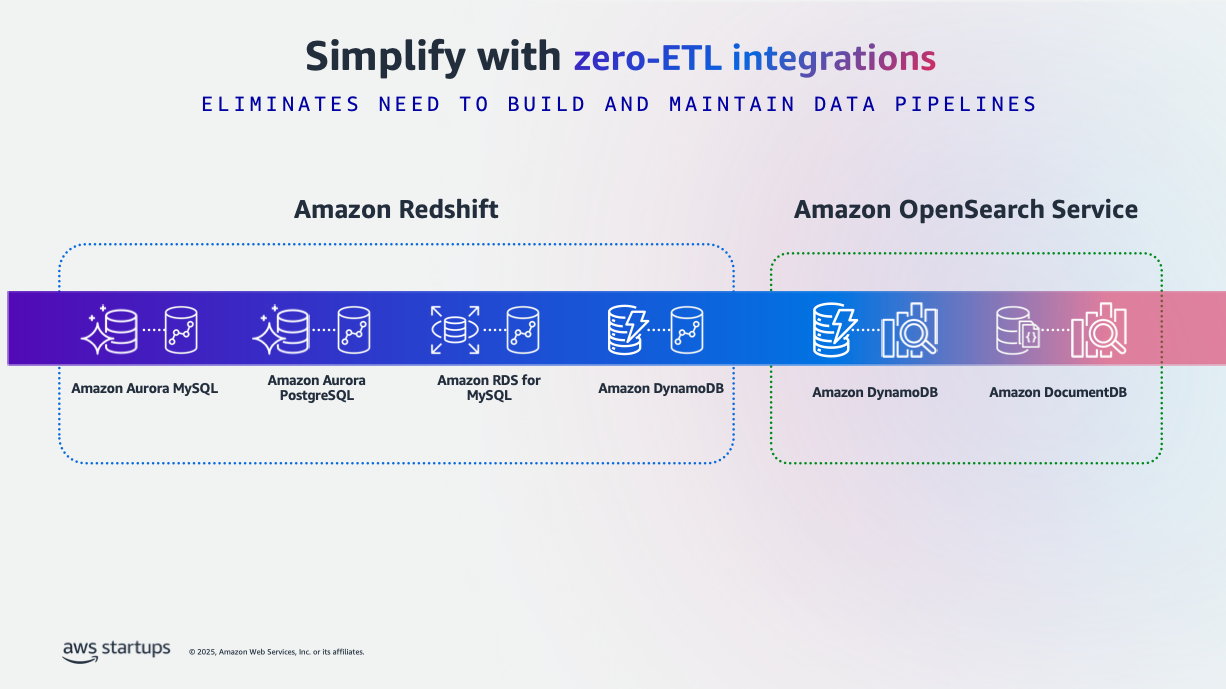 Simplify with zero-ETL integrations
ELIMINATES NEED TO BUILD AND MAINTAIN DATA PIPELINES
Amazon Redshift
Amazon OpenSearch Service
Amazon Aurora MySQL
Amazon Aurora
PostgreSQL
Amazon RDS for
MySQL
Amazon DynamoDB
Amazon DynamoDB
Amazon DocumentDB
aws startups
© 2025, Amazon Web Services, Inc. or its affiliates.